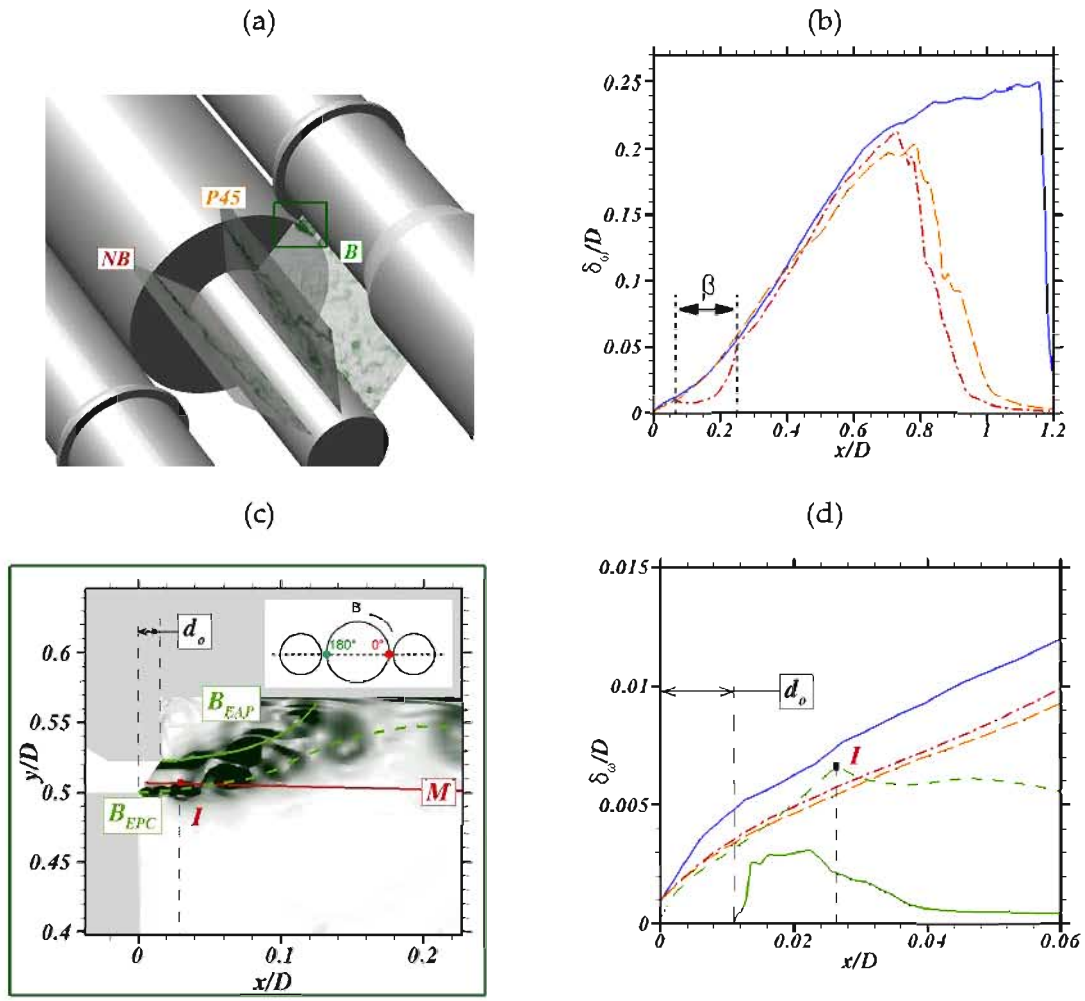 (a)
(b)
P45
NB
B
0.25
0.2
0.15
0.1
0.05
0
δω/D
β
0 0.2 0.4 0.6 0.8 1 1.2
x/D
(c)
(d)
do
B
180° 0°
BEAP
BEPC
I
M
0.6
0.55
0.5
0.45
0.4
y/D
0 0.1 0.2
x/D
0.015
0.01
0.005
0
δω/D
do
I
0 0.02 0.04 0.06
x/D